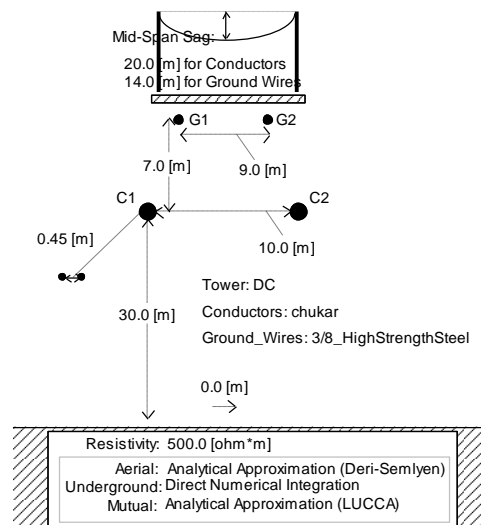 Mid-Span Sag:
20.0 [m] for Conductors
14.0 [m] for Ground Wires
G1
G2
7.0 [m]
9.0 [m]
C1
C2
0.45 [m]
10.0 [m]
Tower: DC
30.0 [m]
Conductors: chukar
Ground_Wires: 3/8_HighStrengthSteel
0.0 [m]
Resistivity: 500.0 [ohm*m]
Aerial: Analytical Approximation (Deri-Semlyen)
Underground: Direct Numerical Integration
Mutual: Analytical Approximation (LUCCA)